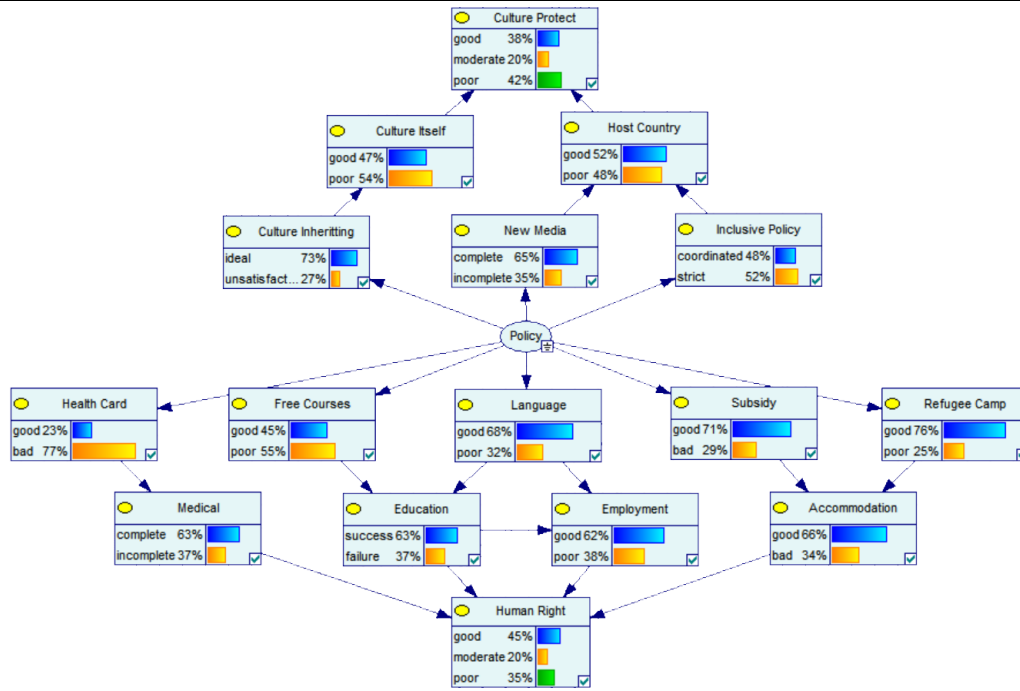 Culture Protect
good 38%
moderate 20%
poor 42%
Culture Itself
good 47%
poor 54%
Host Country
good 52%
poor 48%
Culture Inheritting
ideal 73%
unsatisfact... 27%
New Media
complete 65%
incomplete 35%
Inclusive Policy
coordinated 48%
strict 52%
Policy
Health Card
good 23%
bad 77%
Free Courses
good 45%
poor 55%
Language
good 68%
poor 32%
Subsidy
good 71%
bad 29%
Refugee Camp
good 76%
poor 25%
Medical
complete 63%
incomplete 37%
Education
success 63%
failure 37%
Employment
good 62%
poor 38%
Accommodation
good 66%
bad 34%
Human Right
good 45%
moderate 20%
poor 35%